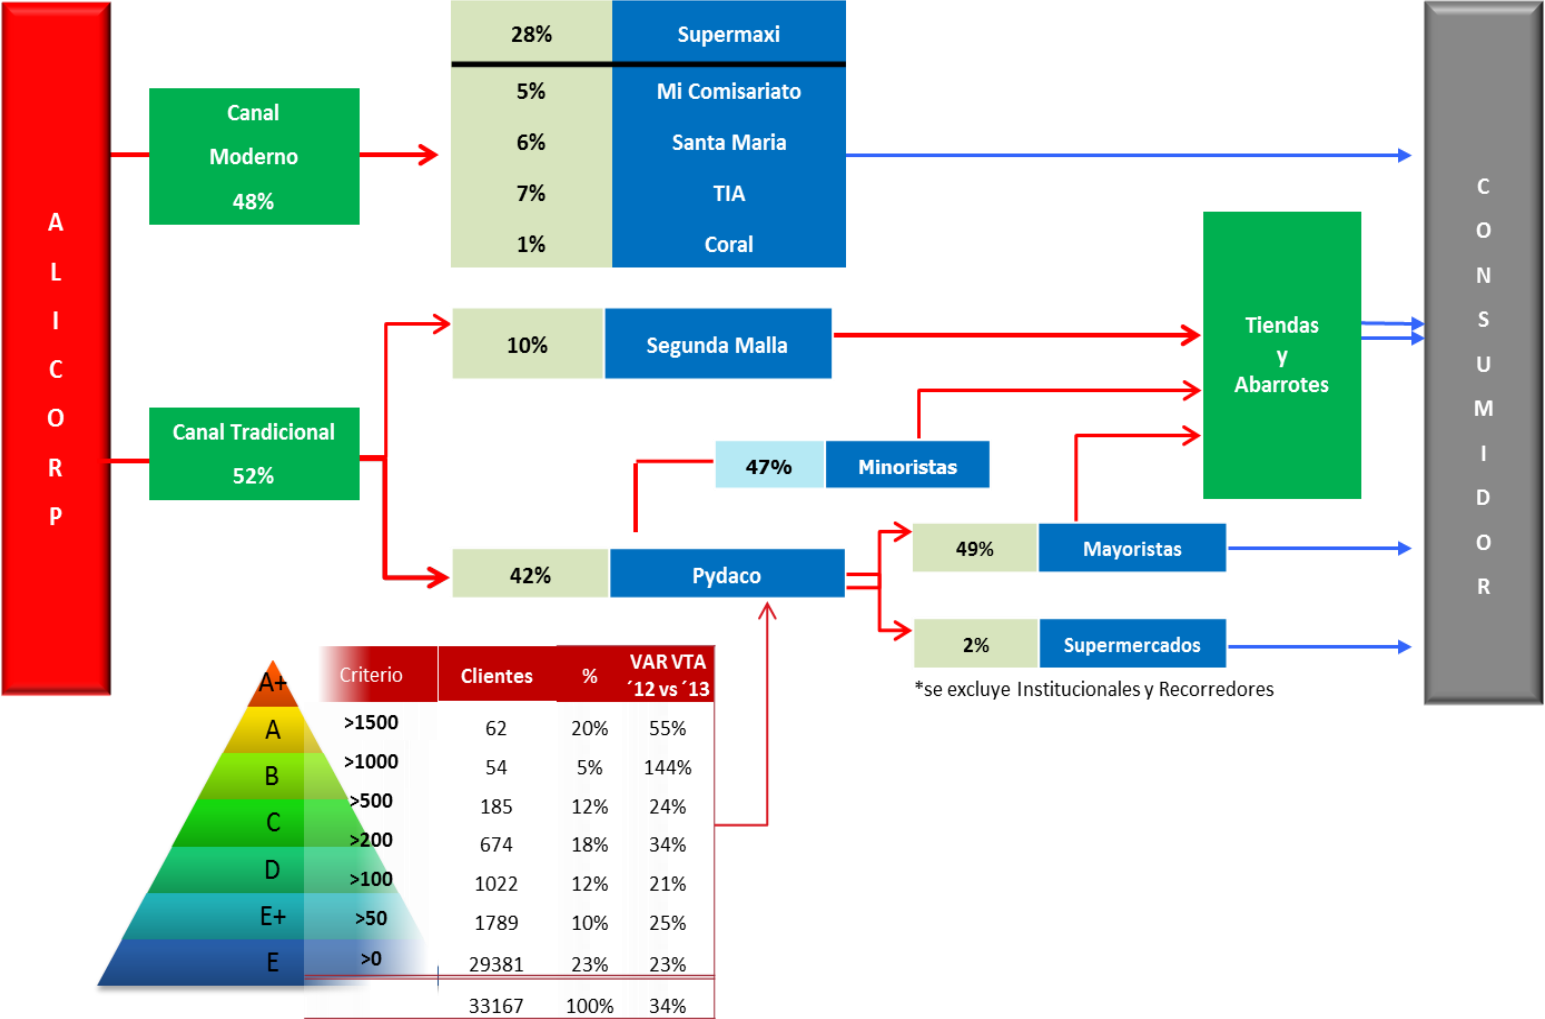 ALICORP
Canal
Moderno
48%
28% Supermaxi
5% Mi Comisariato
6% Santa Maria
7% TIA
1% Coral
Canal Tradicional
52%
10% Segunda Malla
47% Minoristas
42% Pydaco
49% Mayoristas
2% Supermercados
*se excluye Institucionales y Recorredores
Tiendas
y
Abarrotes
CONSUMIDOR
Criterio Clientes % VAR VTA
´12 vs ´13
A+ >1500 62 20% 55%
A >1000 54 5% 144%
B >500 185 12% 24%
C >200 674 18% 34%
D >100 1022 12% 21%
E+ >50 1789 10% 25%
E >0 29381 23% 23%
33167 100% 34%